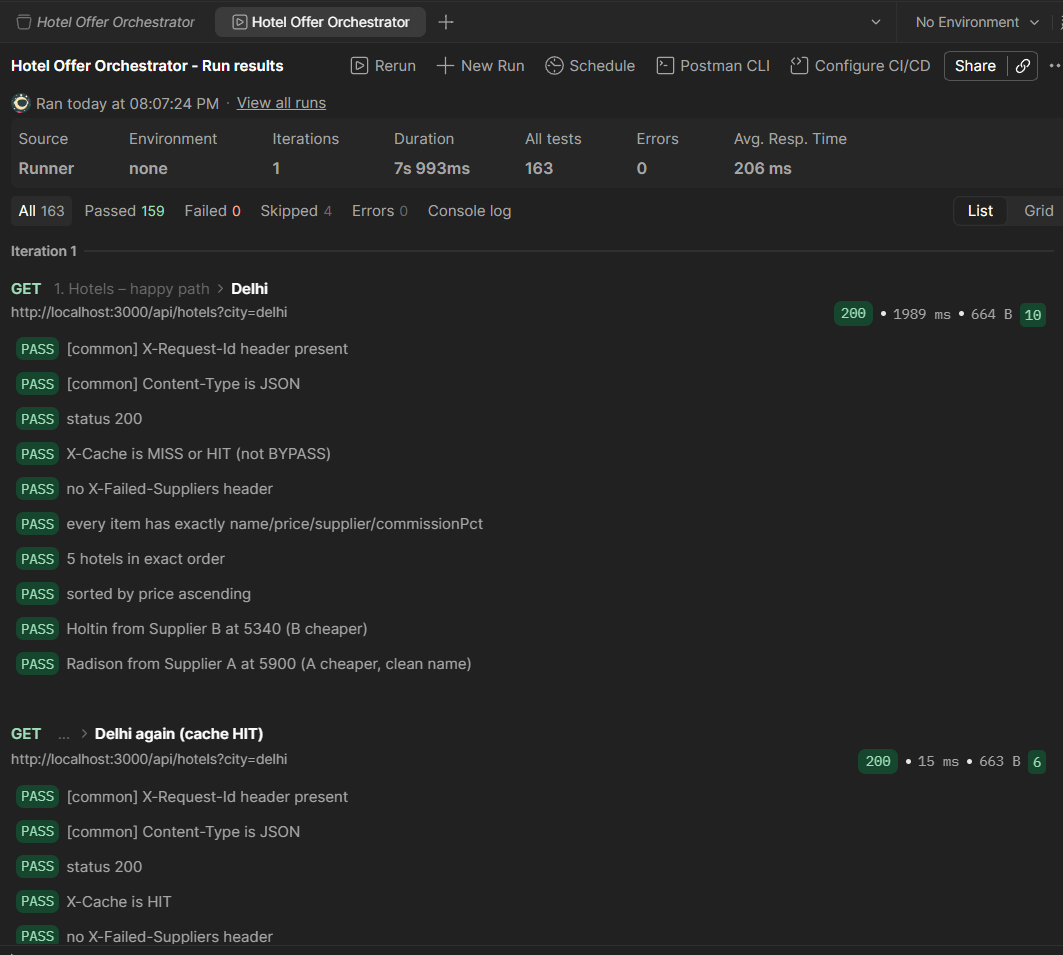 Hotel Offer Orchestrator Hotel Offer Orchestrator No Environment
Hotel Offer Orchestrator - Run results Rerun New Run Schedule Postman CLI Configure CI/CD Share
Ran today at 08:07:24 PM · View all runs
Source Environment Iterations Duration All tests Errors Avg. Resp. Time
Runner none 1 7s 993ms 163 0 206 ms
All 163 Passed 159 Failed 0 Skipped 4 Errors 0 Console log List Grid
Iteration 1
GET 1. Hotels – happy path > Delhi
http://localhost:3000/api/hotels?city=delhi 200 • 1989 ms • 664 B 10
PASS [common] X-Request-Id header present
PASS [common] Content-Type is JSON
PASS status 200
PASS X-Cache is MISS or HIT (not BYPASS)
PASS no X-Failed-Suppliers header
PASS every item has exactly name/price/supplier/commissionPct
PASS 5 hotels in exact order
PASS sorted by price ascending
PASS Holtin from Supplier B at 5340 (B cheaper)
PASS Radison from Supplier A at 5900 (A cheaper, clean name)
GET ... > Delhi again (cache HIT)
http://localhost:3000/api/hotels?city=delhi 200 • 15 ms • 663 B 6
PASS [common] X-Request-Id header present
PASS [common] Content-Type is JSON
PASS status 200
PASS X-Cache is HIT
PASS no X-Failed-Suppliers header